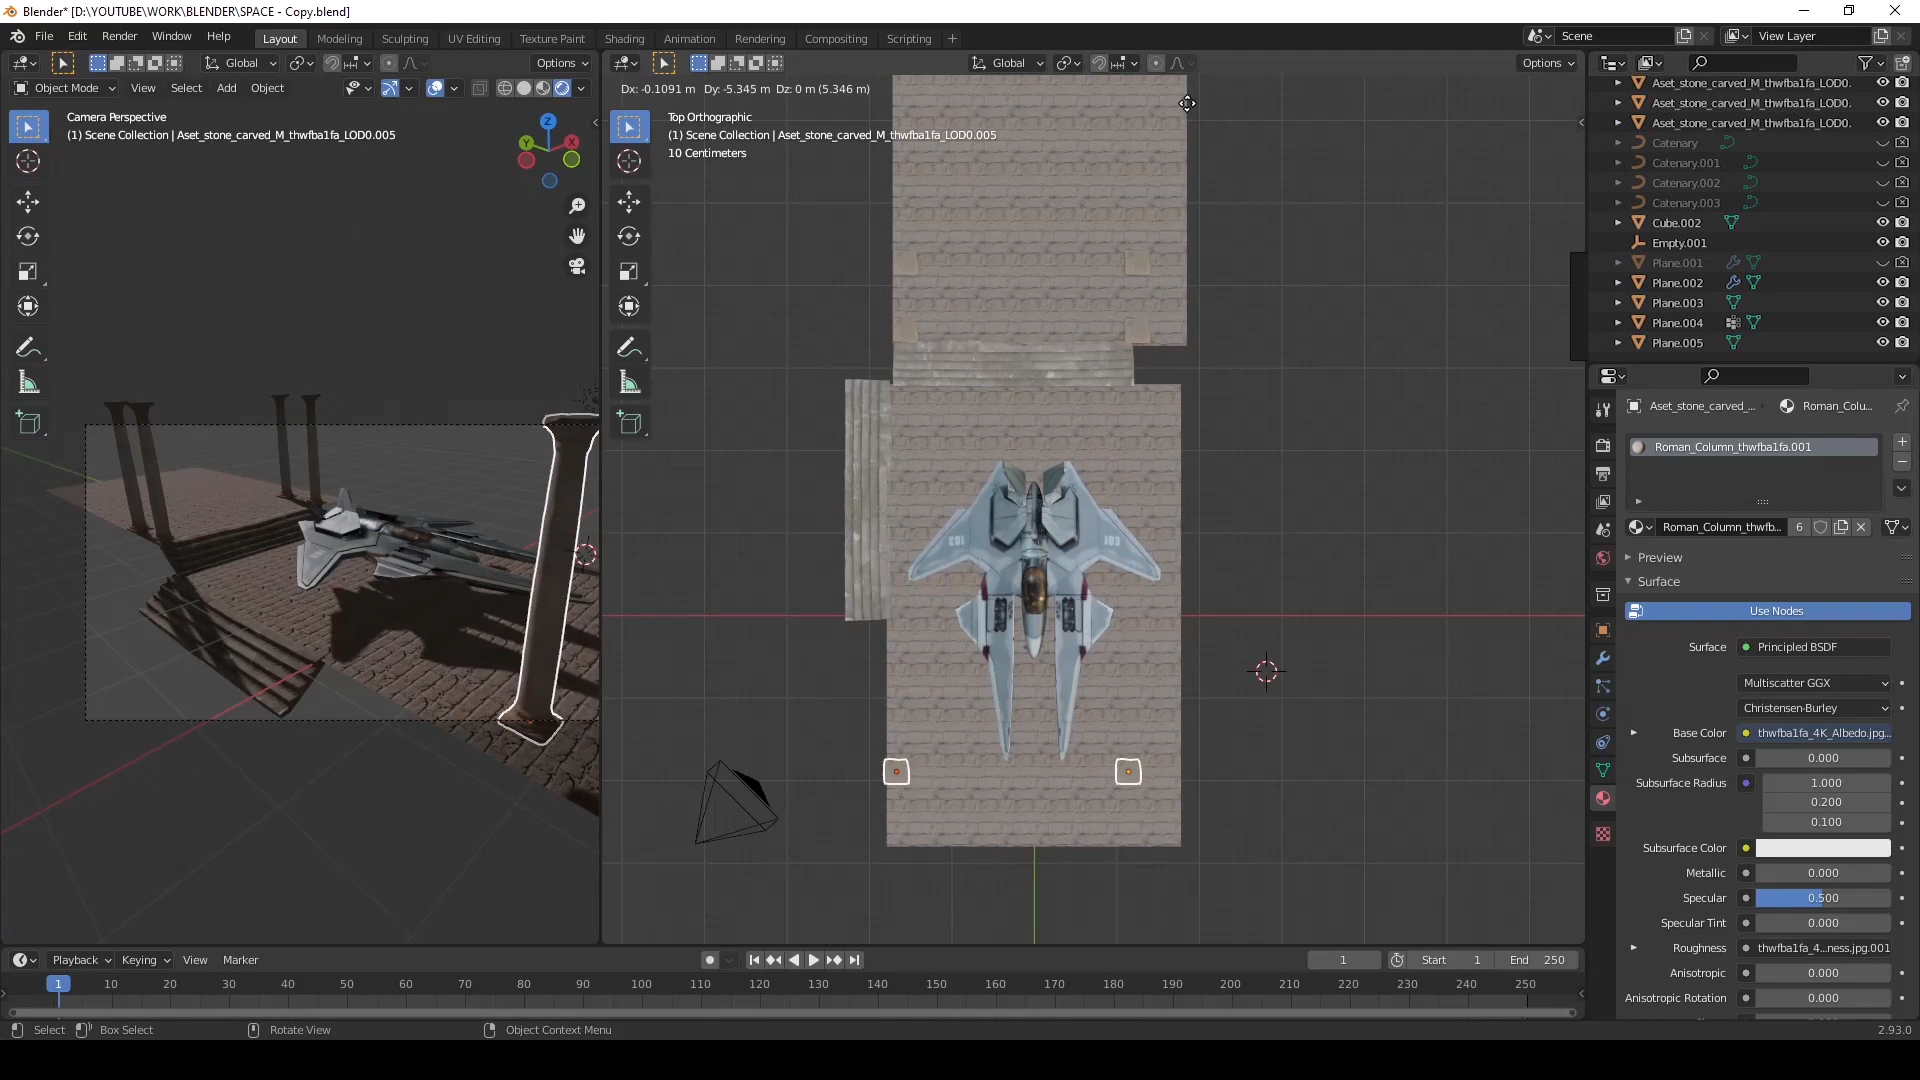 Blender* [D:\YOUTUBE\WORK\BLENDER\SPACE - Copy.blend]
File Edit Render Window Help
Layout Modeling Sculpting UV Editing Texture Paint Shading Animation Rendering Compositing Scripting
Scene
View Layer
Global
Options
Global
Options
Object Mode View Select Add Object
Dx: -0.1091 m Dy: -5.345 m Dz: 0 m (5.346 m)
Camera Perspective
(1) Scene Collection | Aset_stone_carved_M_thwfba1fa_LOD0.005
Z
Y
X
Top Orthographic
(1) Scene Collection | Aset_stone_carved_M_thwfba1fa_LOD0.005
10 Centimeters
103
103
Aset_stone_carved_M_thwfba1fa_LOD0.
Aset_stone_carved_M_thwfba1fa_LOD0.
Aset_stone_carved_M_thwfba1fa_LOD0.
Catenary
Catenary.001
Catenary.002
Catenary.003
Cube.002
Empty.001
Plane.001
Plane.002
Plane.003
Plane.004
Plane.005
Aset_stone_carved_...
Roman_Colu...
Roman_Column_thwfba1fa.001
Roman_Column_thwfb...
6
Preview
Surface
Use Nodes
Surface Principled BSDF
Multiscatter GGX
Christensen-Burley
Base Color thwfba1fa_4K_Albedo.jpg...
Subsurface 0.000
Subsurface Radius 1.000
0.200
0.100
Subsurface Color
Metallic 0.000
Specular 0.500
Specular Tint 0.000
Roughness thwfba1fa_4...ness.jpg.001
Anisotropic 0.000
Anisotropic Rotation 0.000
Playback Keying View Marker
1
Start 1
End 250
1 10 20 30 40 50 60 70 80 90 100 110 120 130 140 150 160 170 180 190 200 210 220 230 240 250
Select Box Select Rotate View Object Context Menu
2.93.0